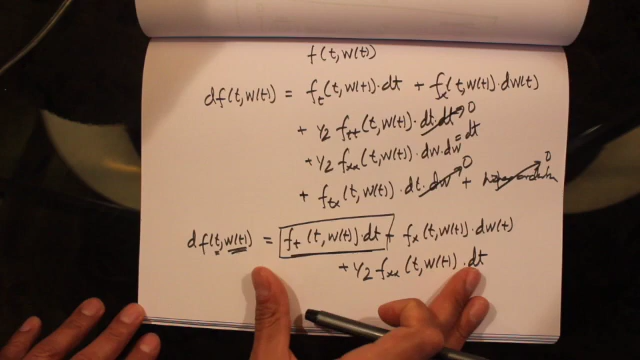 f(t,W(t))
df(t,W(t)) = f_t(t,W(t))·dt + f_x(t,W(t))·dW(t)
+ 1/2 f_tt(t,W(t))·dt·dt → 0
+ 1/2 f_xx(t,W(t))·dW·dW = dt
+ f_tx(t,W(t))·dt·dW → 0 + → 0
df(t,W(t)) = f_t(t,W(t))·dt + f_x(t,W(t))·dW(t)
+ 1/2 f_xx(t,W(t))·dt